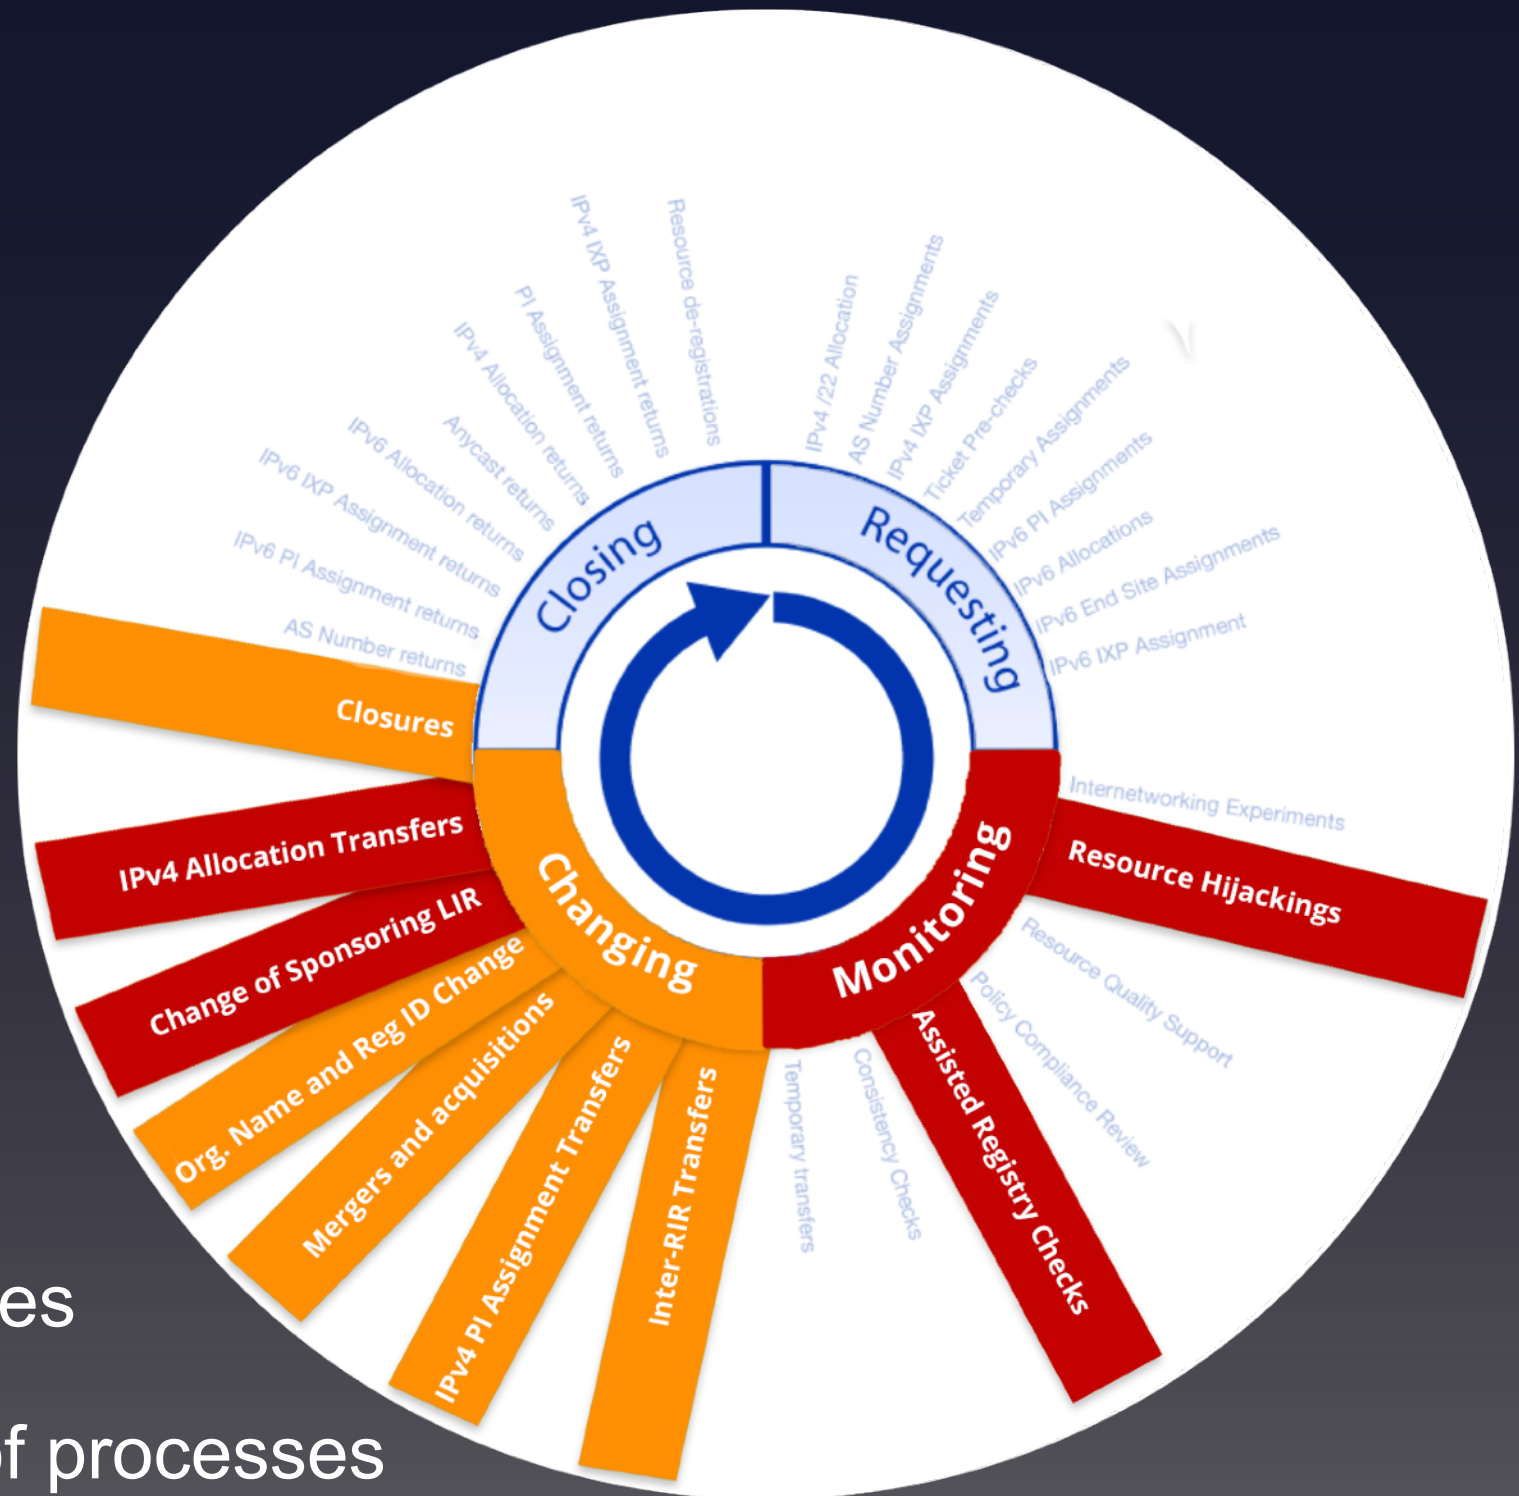 Requesting
IPv4 /22 Allocation
AS Number Assignments
IPv4 IXP Assignments
Ticket Pre-checks
Temporary Assignments
IPv6 PI Assignments
IPv6 Allocations
IPv6 End Site Assignments
IPv6 IXP Assignment
Monitoring
Internetworking Experiments
Resource Hijackings
Resource Quality Support
Policy Compliance Review
Assisted Registry Checks
Consistency Checks
Temporary transfers
Changing
Inter-RIR Transfers
IPv4 PI Assignment Transfers
Mergers and acquisitions
Org. Name and Reg ID Change
Change of Sponsoring LIR
IPv4 Allocation Transfers
Closures
Closing
AS Number returns
IPv6 PI Assignment returns
IPv6 IXP Assignment returns
IPv6 Allocation returns
Anycast returns
IPv4 Allocation returns
PI Assignment returns
IPv4 IXP Assignment returns
Resource de-registrations
es
of processes